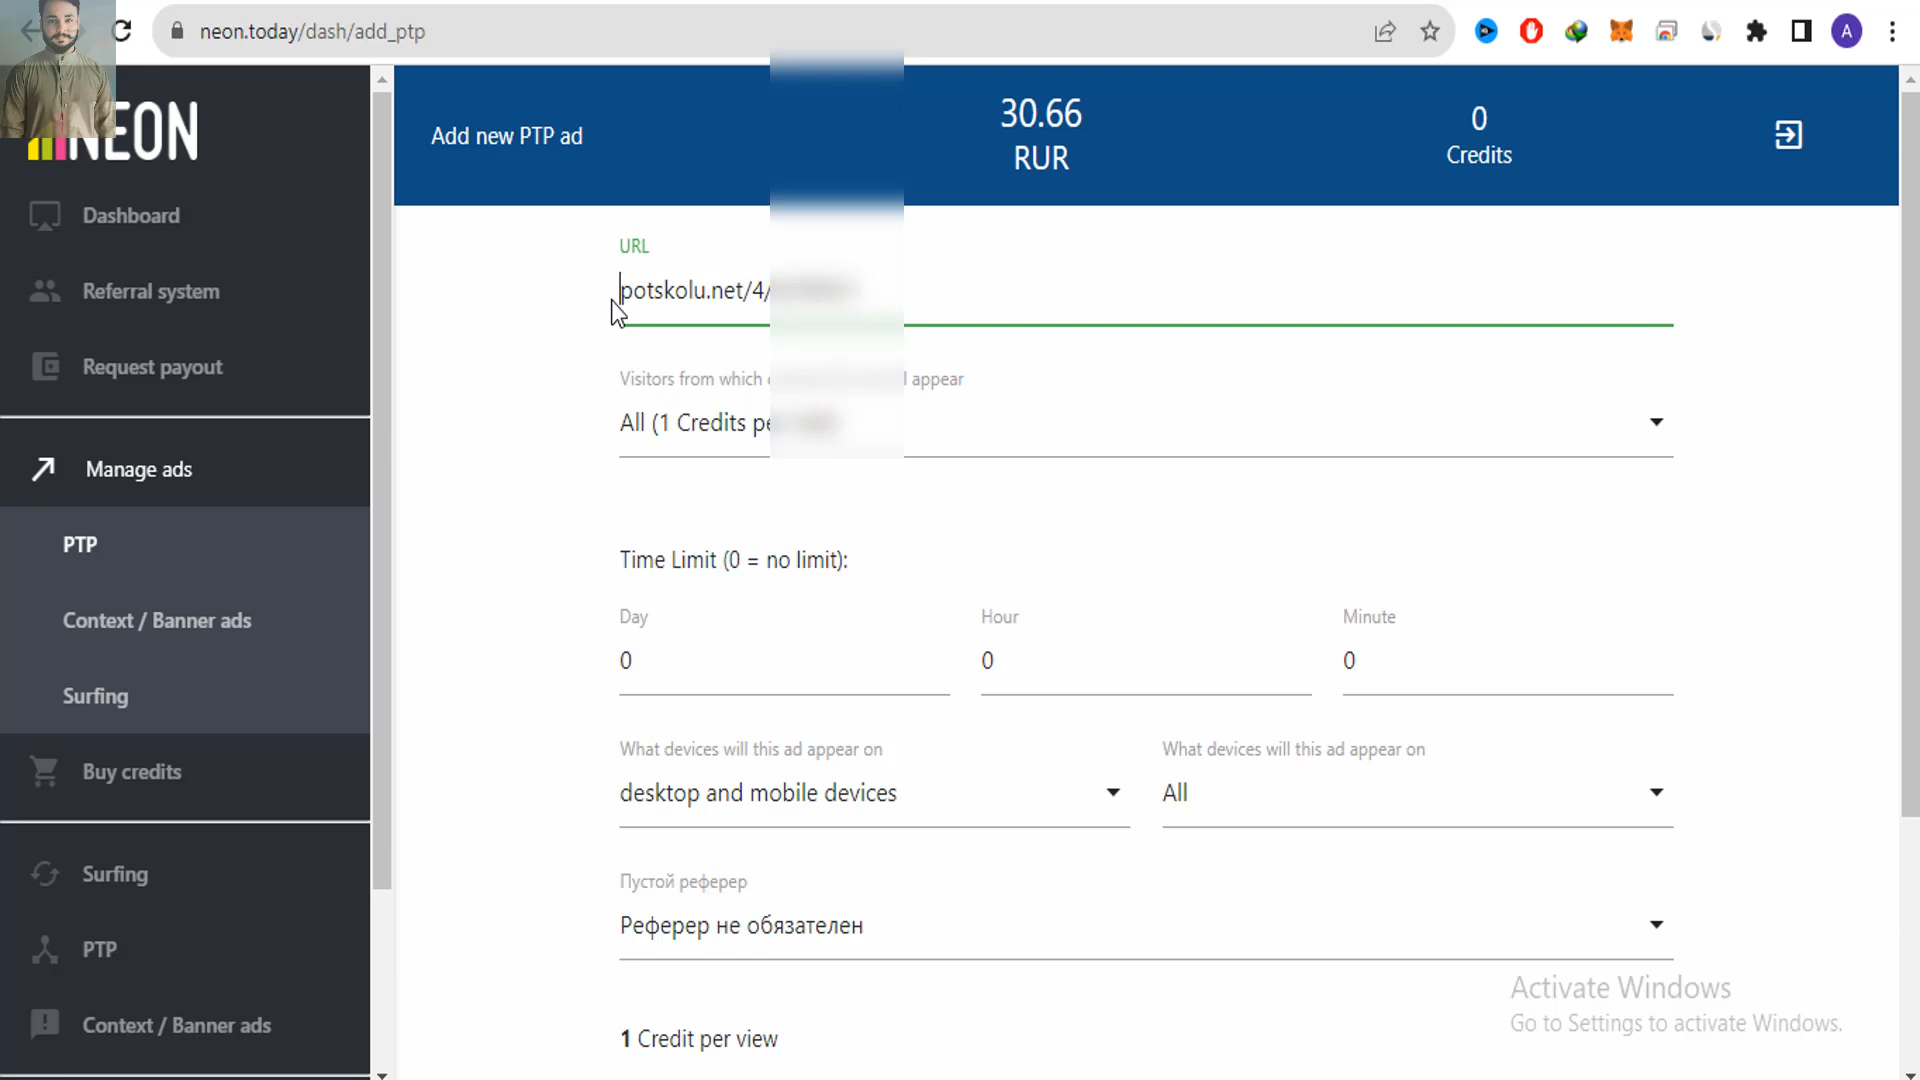 neon.today/dash/add_ptp
A
NEON
Dashboard
Referral system
Request payout
Manage ads
PTP
Context / Banner ads
Surfing
Buy credits
Surfing
PTP
Context / Banner ads
Add new PTP ad
30.66
RUR
0
Credits
URL
potskolu.net/4/
Visitors from which appear
All (1 Credits
Time Limit (0 = no limit):
Day
Hour
Minute
0
0
0
What devices will this ad appear on
What devices will this ad appear on
desktop and mobile devices
All
Пустой реферер
Реферер не обязателен
1 Credit per view
Activate Windows
Go to Settings to activate Windows.